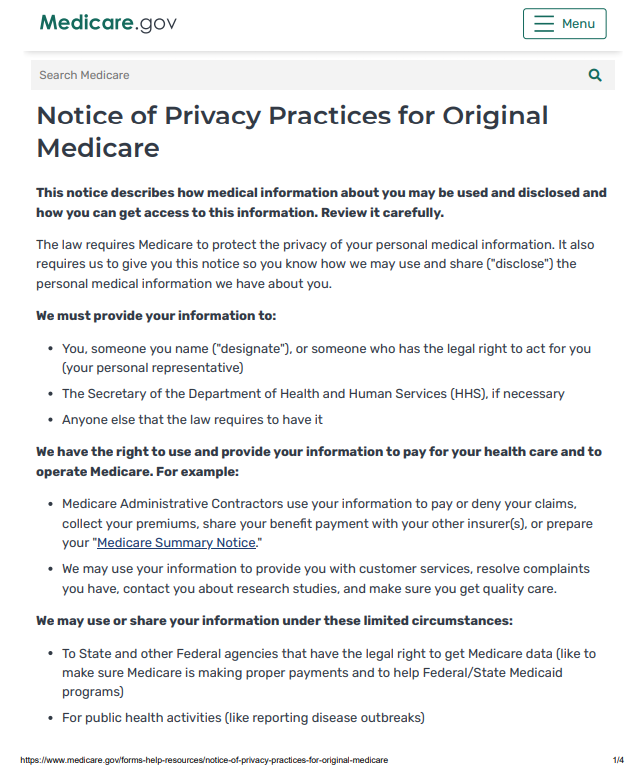 Medicare.gov
Menu
Search Medicare
Notice of Privacy Practices for Original
Medicare
This notice describes how medical information about you may be used and disclosed and
how you can get access to this information. Review it carefully.
The law requires Medicare to protect the privacy of your personal medical information. It also
requires us to give you this notice so you know how we may use and share ("disclose") the
personal medical information we have about you.
We must provide your information to:
• You, someone you name ("designate"), or someone who has the legal right to act for you
(your personal representative)
• The Secretary of the Department of Health and Human Services (HHS), if necessary
• Anyone else that the law requires to have it
We have the right to use and provide your information to pay for your health care and to
operate Medicare. For example:
• Medicare Administrative Contractors use your information to pay or deny your claims,
collect your premiums, share your benefit payment with your other insurer(s), or prepare
your "Medicare Summary Notice."
• We may use your information to provide you with customer services, resolve complaints
you have, contact you about research studies, and make sure you get quality care.
We may use or share your information under these limited circumstances:
• To State and other Federal agencies that have the legal right to get Medicare data (like to
make sure Medicare is making proper payments and to help Federal/State Medicaid
programs)
• For public health activities (like reporting disease outbreaks)
https://www.medicare.gov/forms-help-resources/notice-of-privacy-practices-for-original-medicare
1/4